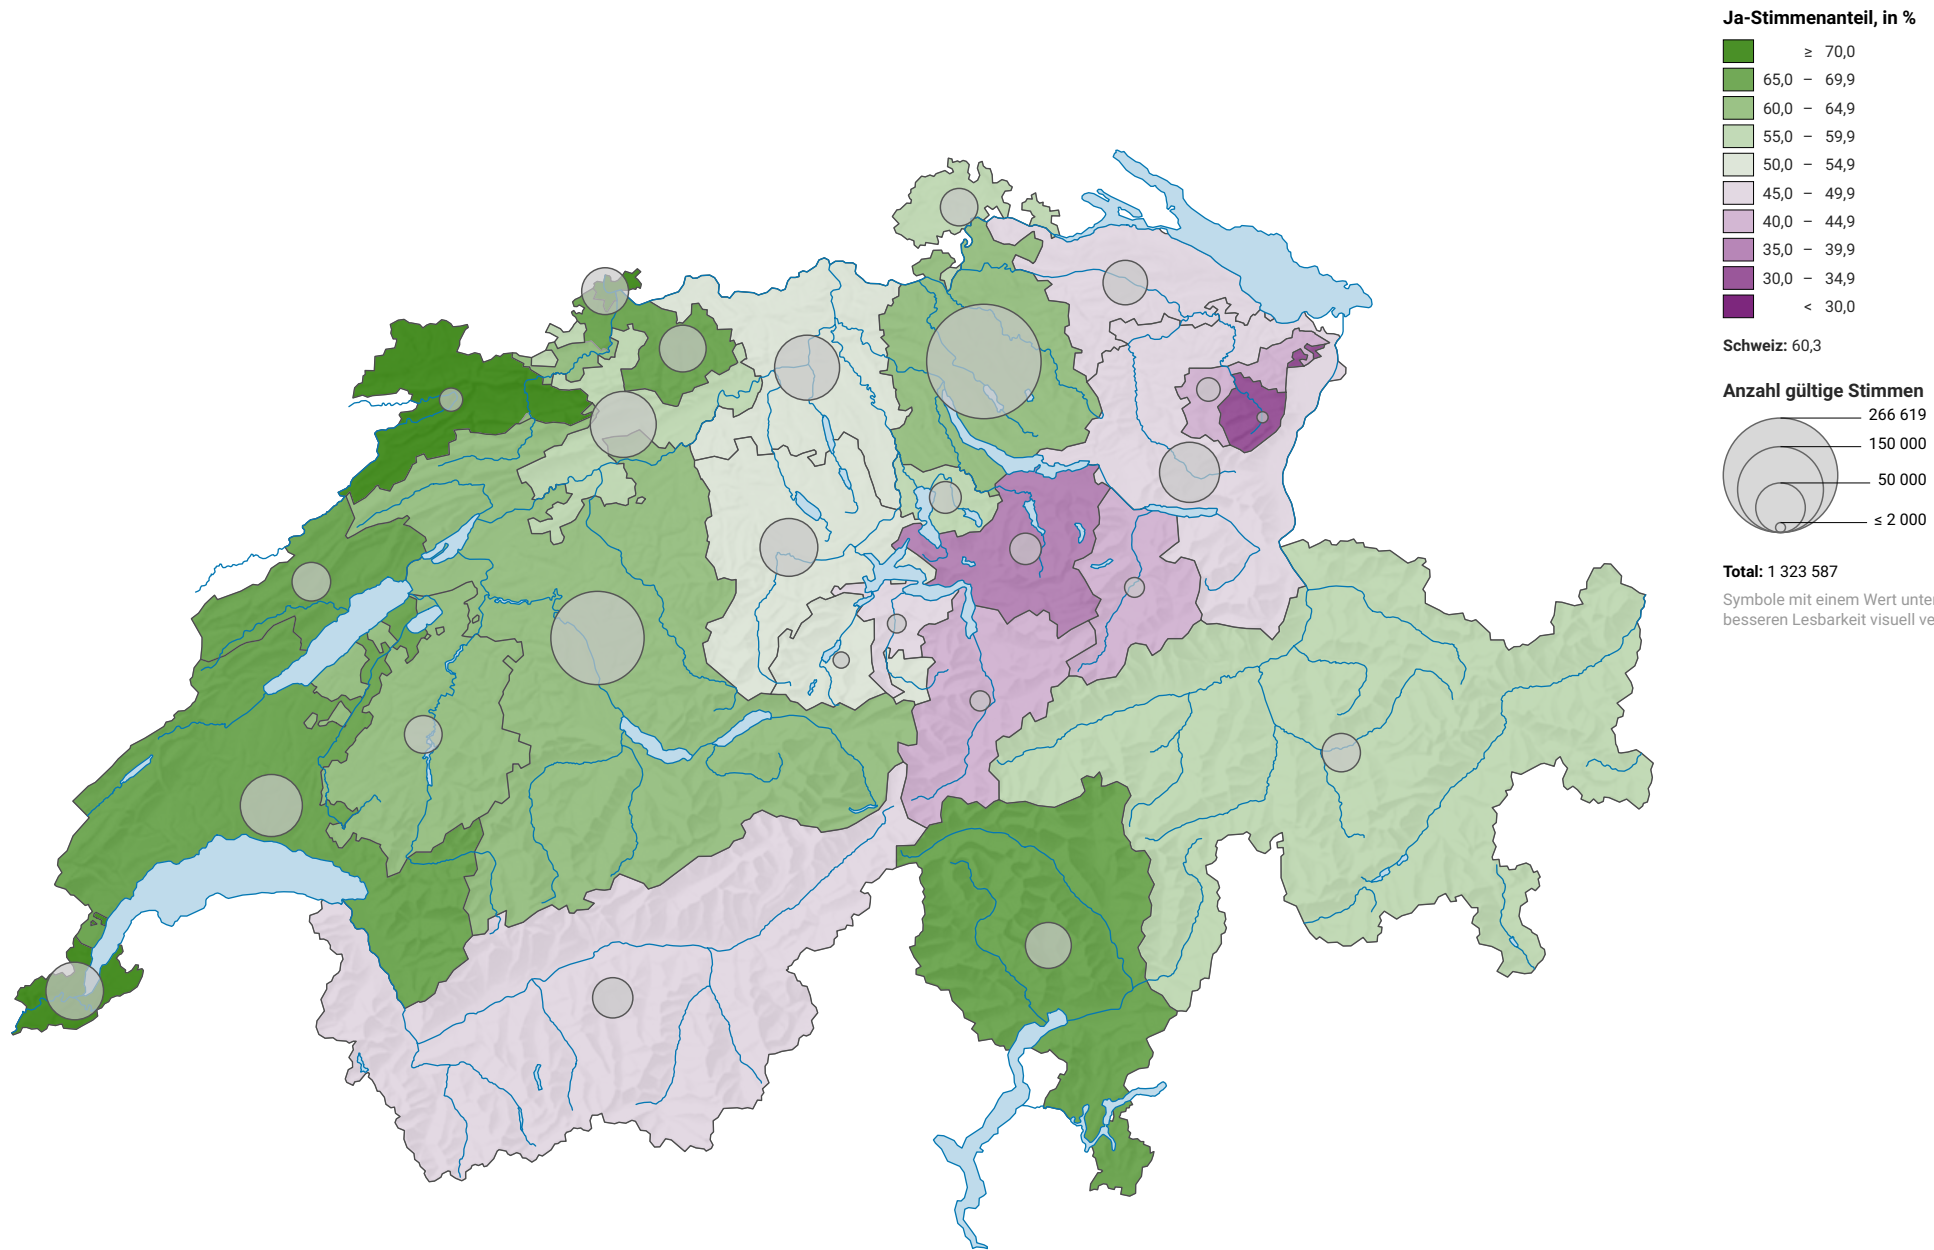 Ja-Stimmenanteil, in %
≥ 70,0
65,0 – 69,9
60,0 – 64,9
55,0 – 59,9
50,0 – 54,9
45,0 – 49,9
40,0 – 44,9
35,0 – 39,9
30,0 – 34,9
< 30,0
Schweiz: 60,3
Anzahl gültige Stimmen
266 619
150 000
50 000
≤ 2 000
Total: 1 323 587
Symbole mit einem Wert unter
besseren Lesbarkeit visuell ve